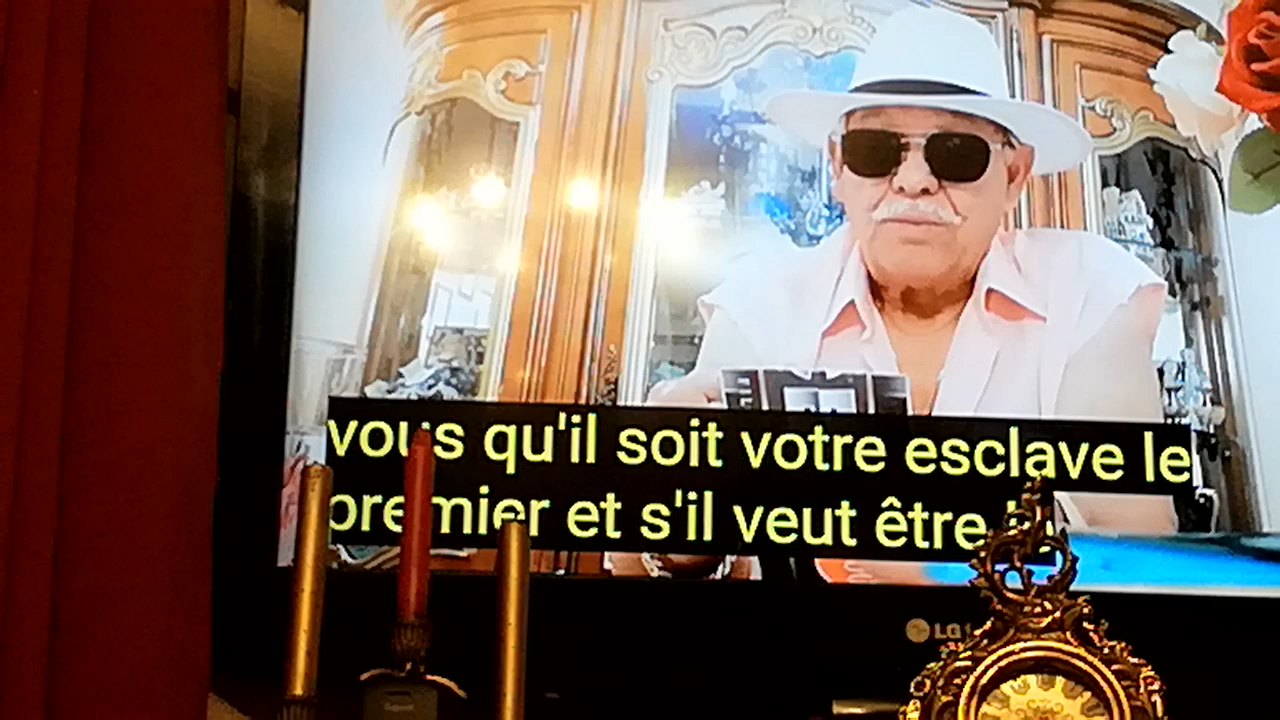 vous qu'il soit votre esclave le
premier et s'il veut être
LG